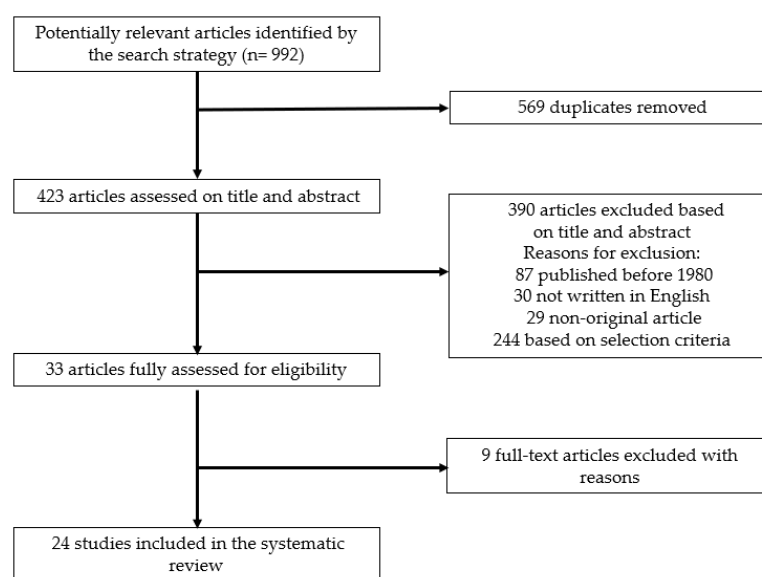 Potentially relevant articles identified by
the search strategy (n= 992)
569 duplicates removed
423 articles assessed on title and abstract
390 articles excluded based
on title and abstract
Reasons for exclusion:
87 published before 1980
30 not written in English
29 non-original article
244 based on selection criteria
33 articles fully assessed for eligibility
9 full-text articles excluded with
reasons
24 studies included in the systematic
review